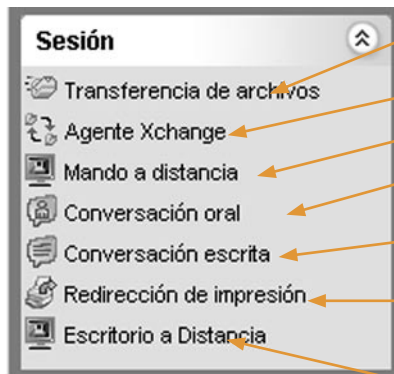 Sesión
Transferencia de archivos
Agente Xchange
Mando a distancia
Conversación oral
Conversación escrita
Redirección de impresión
Escritorio a Distancia